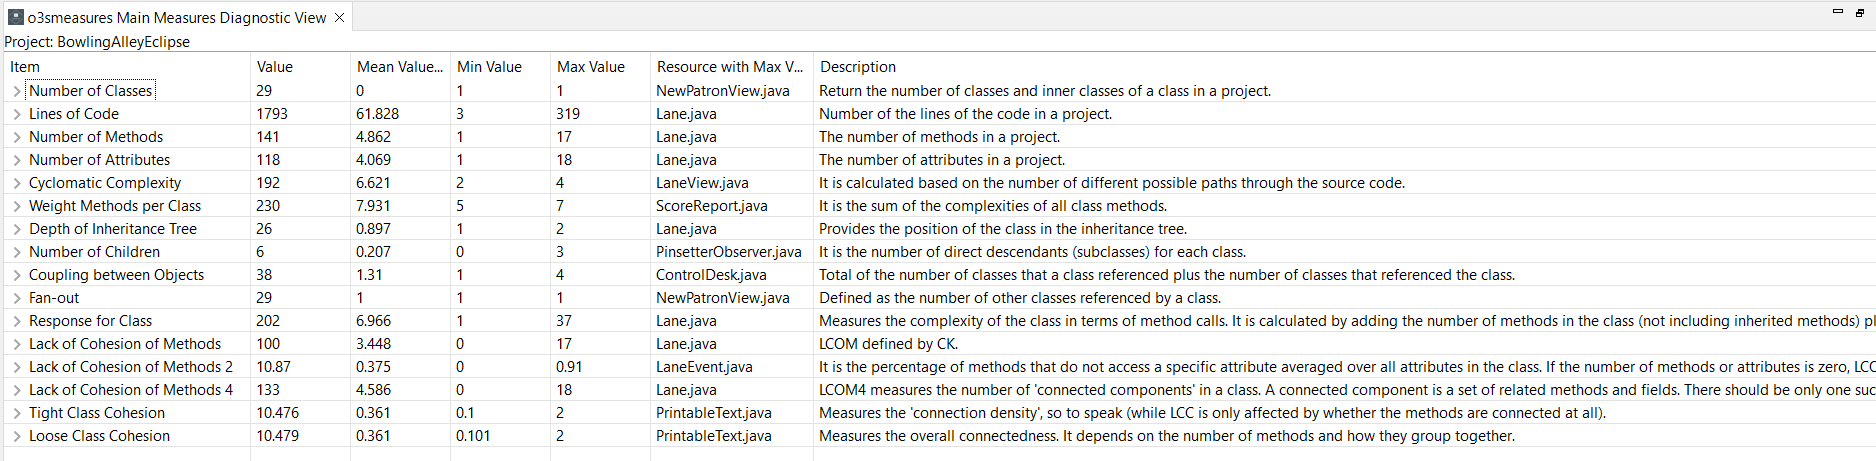 o3smeasures Main Measures Diagnostic View
Project: BowlingAlleyEclipse
Item Value Mean Value... Min Value Max Value Resource with Max V... Description
Number of Classes 29 0 1 1 NewPatronView.java Return the number of classes and inner classes of a class in a project.
Lines of Code 1793 61.828 3 319 Lane.java Number of the lines of the code in a project.
Number of Methods 141 4.862 1 17 Lane.java The number of methods in a project.
Number of Attributes 118 4.069 1 18 Lane.java The number of attributes in a project.
Cyclomatic Complexity 192 6.621 2 4 LaneView.java It is calculated based on the number of different possible paths through the source code.
Weight Methods per Class 230 7.931 5 7 ScoreReport.java It is the sum of the complexities of all class methods.
Depth of Inheritance Tree 26 0.897 1 2 Lane.java Provides the position of the class in the inheritance tree.
Number of Children 6 0.207 0 3 PinsetterObserver.java It is the number of direct descendants (subclasses) for each class.
Coupling between Objects 38 1.31 1 4 ControlDesk.java Total of the number of classes that a class referenced plus the number of classes that referenced the class.
Fan-out 29 1 1 1 NewPatronView.java Defined as the number of other classes referenced by a class.
Response for Class 202 6.966 1 37 Lane.java Measures the complexity of the class in terms of method calls. It is calculated by adding the number of methods in the class (not including inherited methods) pl
Lack of Cohesion of Methods 100 3.448 0 17 Lane.java LCOM defined by CK.
Lack of Cohesion of Methods 2 10.87 0.375 0 0.91 LaneEvent.java It is the percentage of methods that do not access a specific attribute averaged over all attributes in the class. If the number of methods or attributes is zero, LCC
Lack of Cohesion of Methods 4 133 4.586 0 18 Lane.java LCOM4 measures the number of 'connected components' in a class. A connected component is a set of related methods and fields. There should be only one suc
Tight Class Cohesion 10.476 0.361 0.1 2 PrintableText.java Measures the 'connection density', so to speak (while LCC is only affected by whether the methods are connected at all).
Loose Class Cohesion 10.479 0.361 0.101 2 PrintableText.java Measures the overall connectedness. It depends on the number of methods and how they group together.